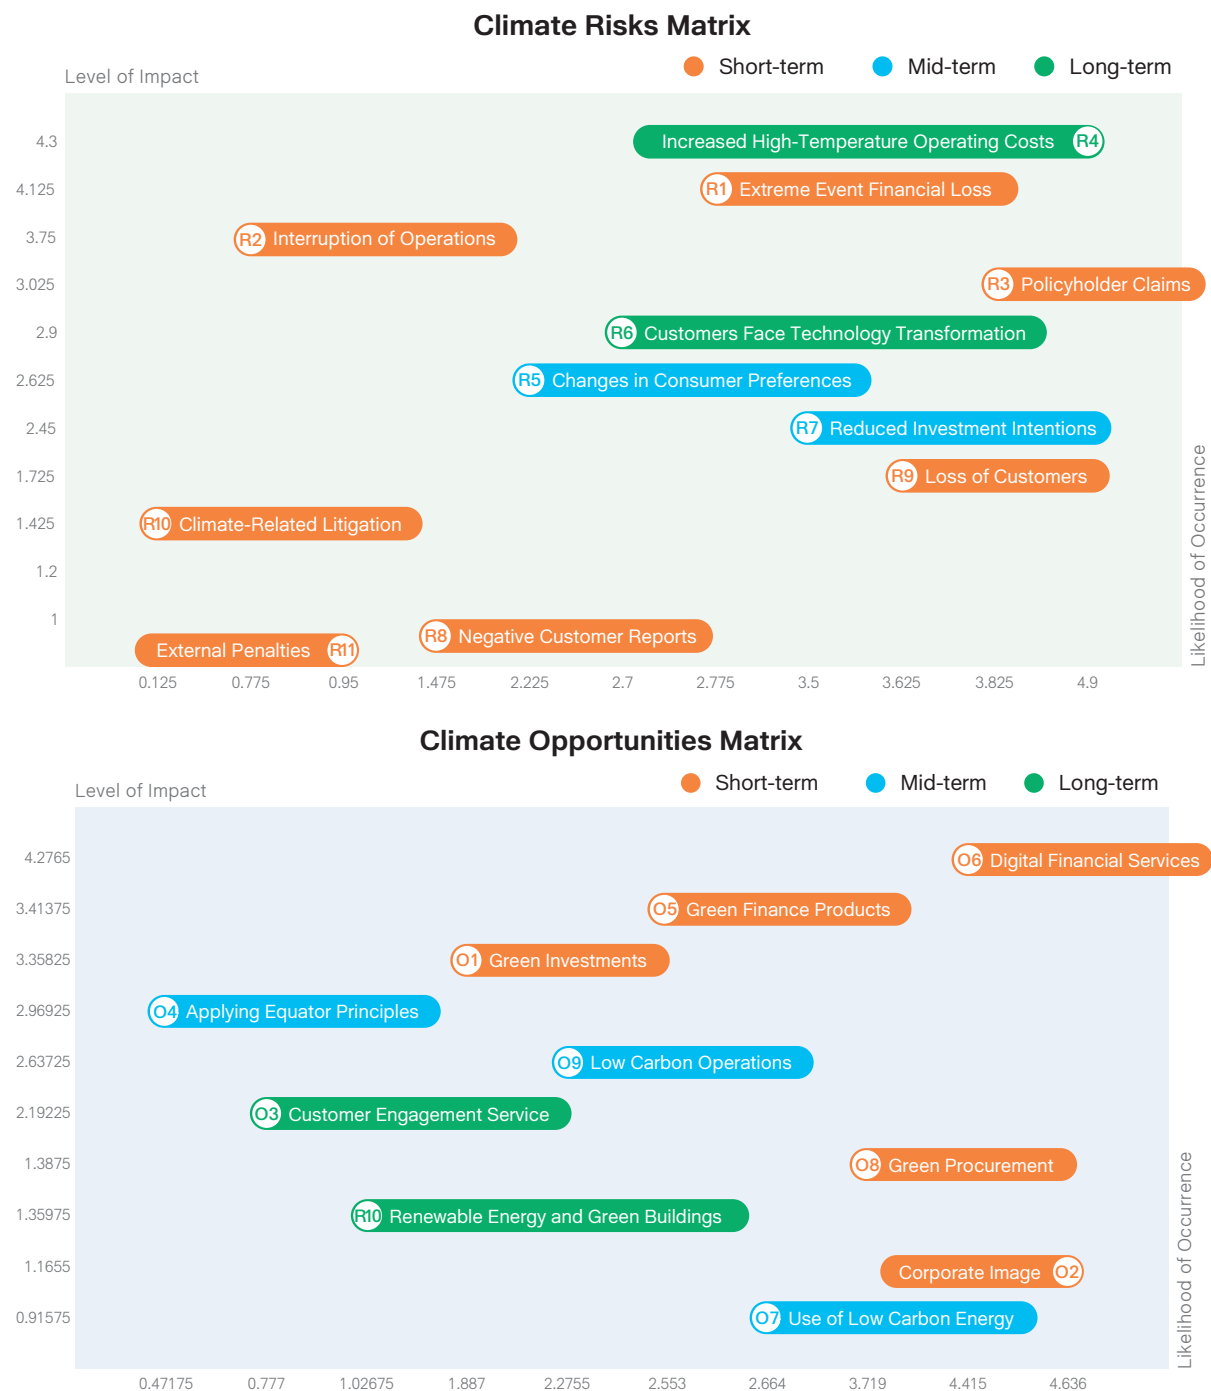 Climate Risks Matrix
Level of Impact
Short-term
Mid-term
Long-term
4.3
Increased High-Temperature Operating Costs R4
4.125
R1 Extreme Event Financial Loss
3.75
R2 Interruption of Operations
3.025
R3 Policyholder Claims
2.9
R6 Customers Face Technology Transformation
2.625
R5 Changes in Consumer Preferences
2.45
R7 Reduced Investment Intentions
1.725
R9 Loss of Customers
1.425
R10 Climate-Related Litigation
1.2
1
R8 Negative Customer Reports
External Penalties R11
Likelihood of Occurrence
0.125 0.775 0.95 1.475 2.225 2.7 2.775 3.5 3.625 3.825 4.9
Climate Opportunities Matrix
Level of Impact
Short-term
Mid-term
Long-term
4.2765
O6 Digital Financial Services
3.41375
O5 Green Finance Products
3.35825
O1 Green Investments
2.96925
O4 Applying Equator Principles
2.63725
O9 Low Carbon Operations
2.19225
O3 Customer Engagement Service
1.3875
O8 Green Procurement
1.35975
R10 Renewable Energy and Green Buildings
1.1655
Corporate Image O2
0.91575
O7 Use of Low Carbon Energy
Likelihood of Occurrence
0.47175 0.777 1.02675 1.887 2.2755 2.553 2.664 3.719 4.415 4.636